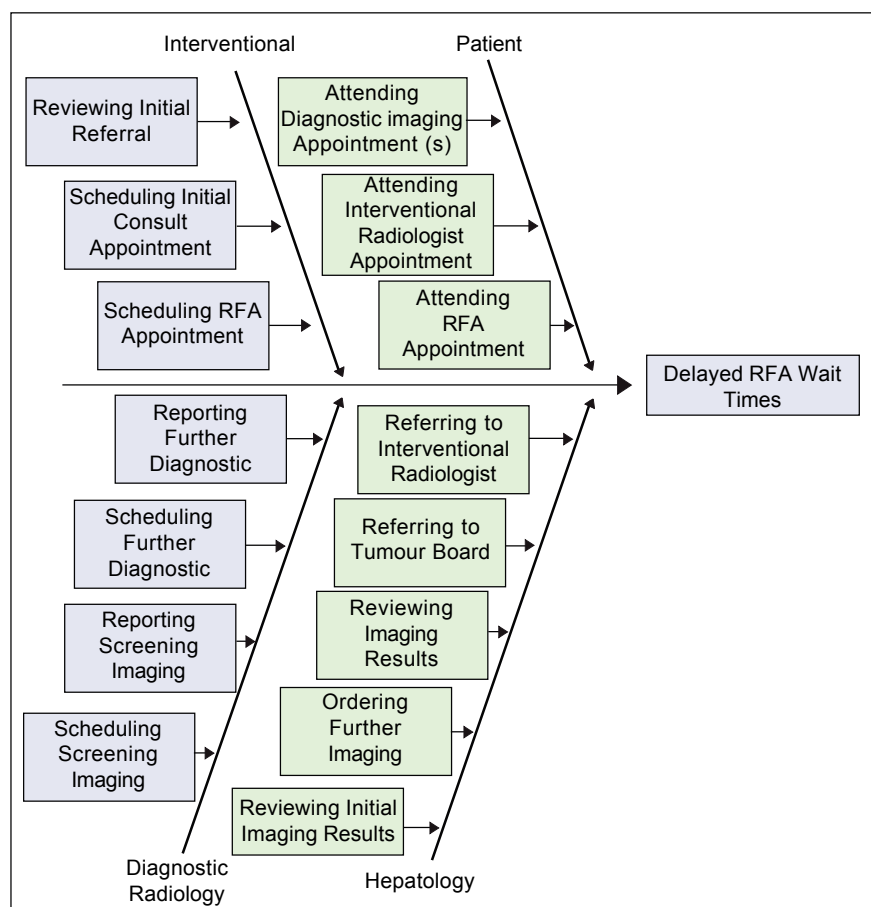 Interventional
Patient
Reviewing Initial
Referral
Scheduling Initial
Consult
Appointment
Scheduling RFA
Appointment
Attending
Diagnostic imaging
Appointment (s)
Attending
Interventional
Radiologist
Appointment
Attending
RFA
Appointment
Delayed RFA Wait
Times
Reporting
Further
Diagnostic
Scheduling
Further
Diagnostic
Reporting
Screening
Imaging
Scheduling
Screening
Imaging
Referring to
Interventional
Radiologist
Referring to
Tumour Board
Reviewing
Imaging
Results
Ordering
Further
Imaging
Reviewing Initial
Imaging Results
Diagnostic
Radiology
Hepatology